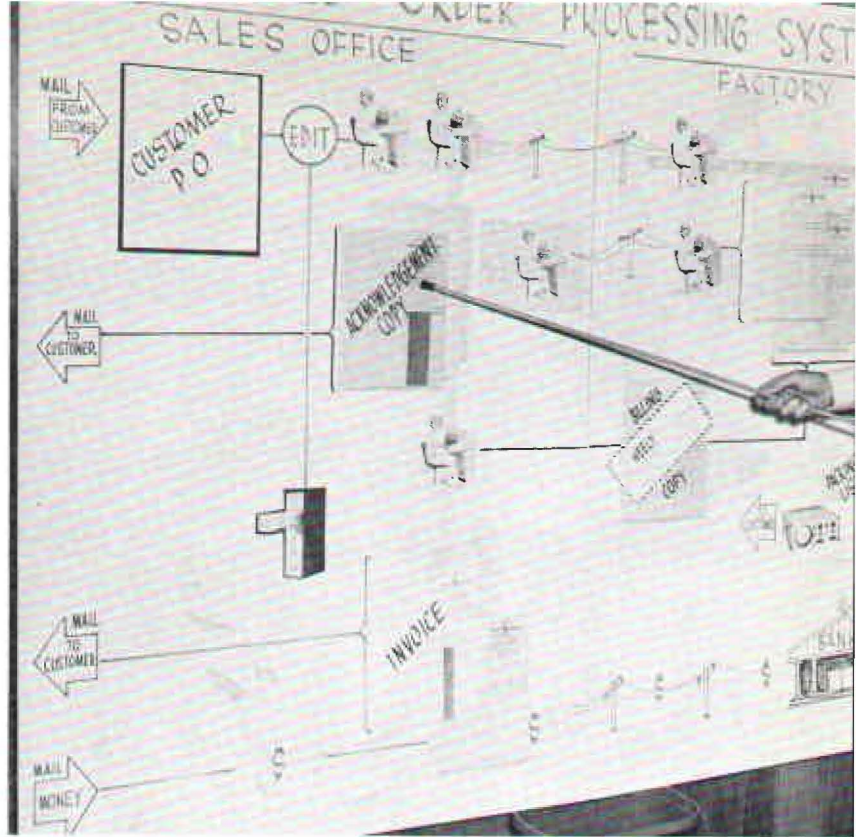 ORDER PROCESSING SYST
SALES OFFICE
FACTORY
MAIL
FROM
CUSTOMER
CUSTOMER
P.O.
EDIT
ACKNOWLEDGEMENT
COPY
MAIL
TO
CUSTOMER
BILLING
COPY
INVOICE
MAIL
TO
CUSTOMER
MAIL
MONEY